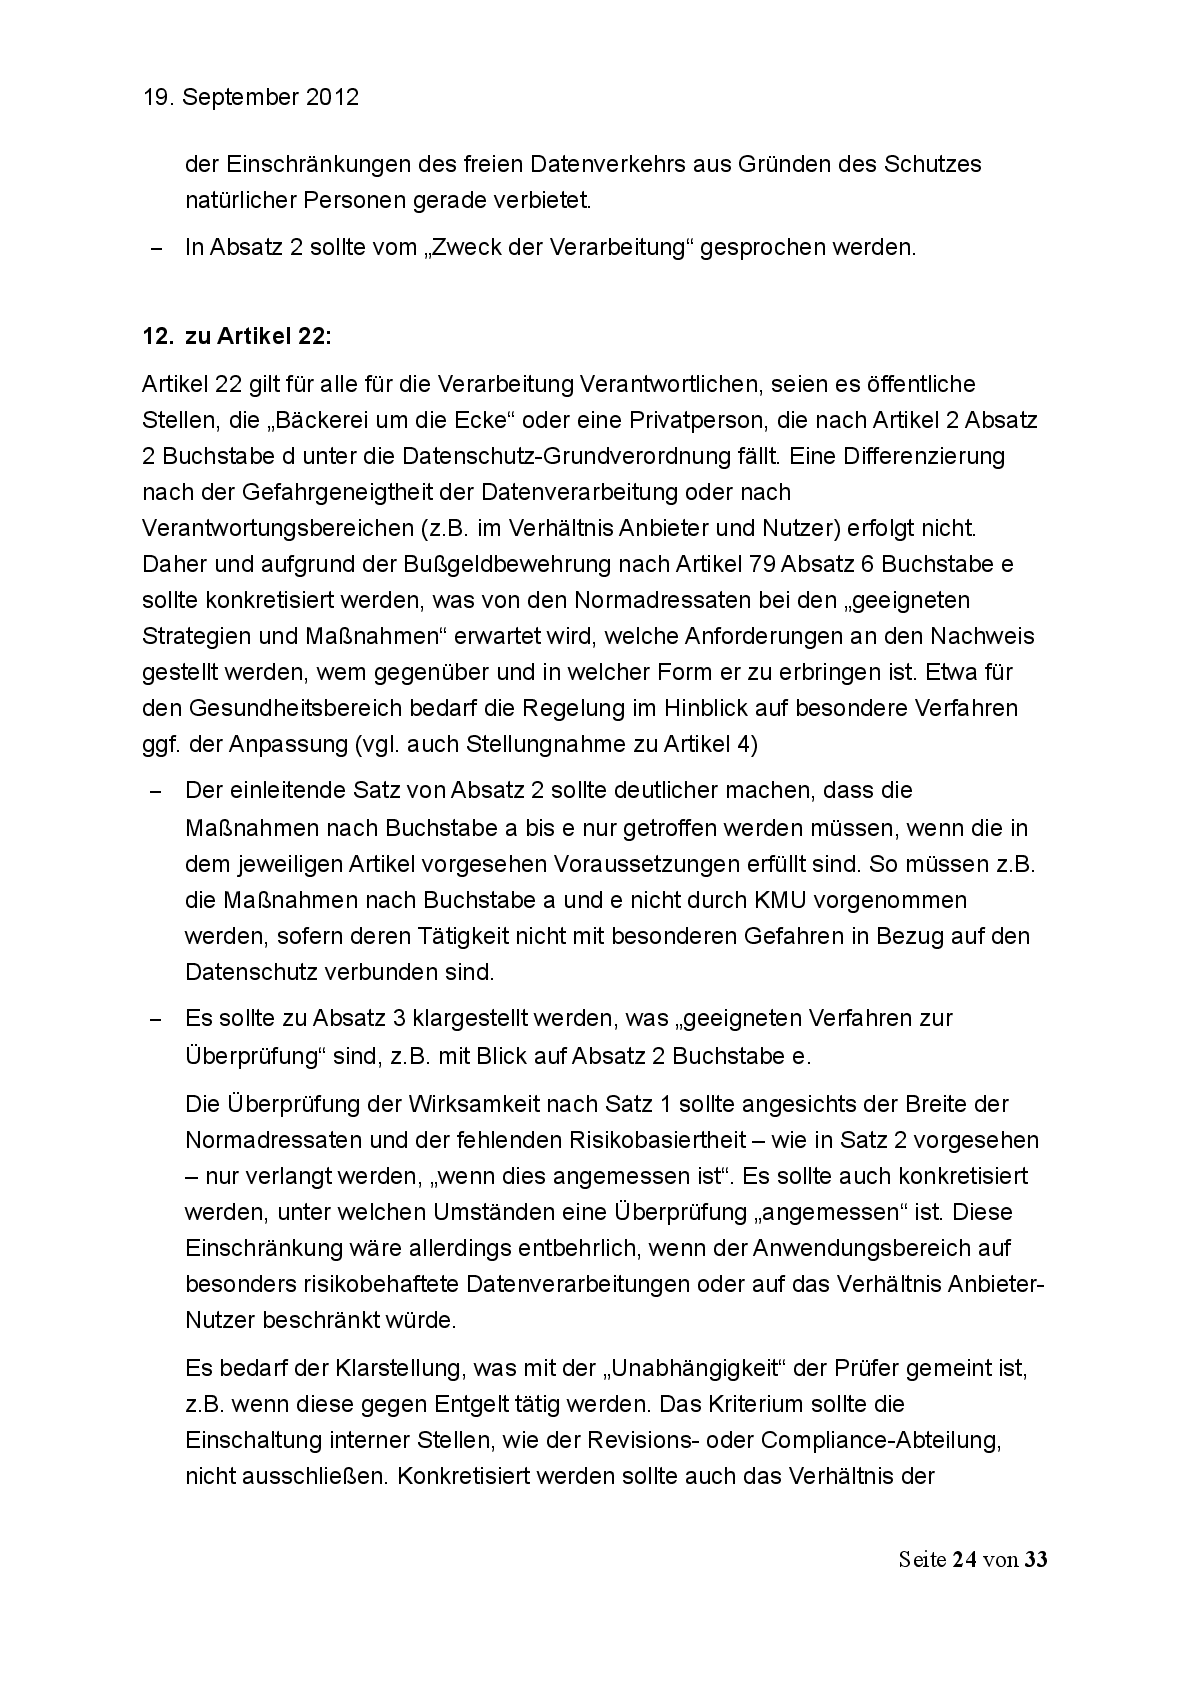 19. September 2012
der Einschränkungen des freien Datenverkehrs aus Gründen des Schutzes
natürlicher Personen gerade verbietet.
– In Absatz 2 sollte vom „Zweck der Verarbeitung“ gesprochen werden.
12. zu Artikel 22:
Artikel 22 gilt für alle für die Verarbeitung Verantwortlichen, seien es öffentliche
Stellen, die „Bäckerei um die Ecke“ oder eine Privatperson, die nach Artikel 2 Absatz
2 Buchstabe d unter die Datenschutz-Grundverordnung fällt. Eine Differenzierung
nach der Gefahrgeneigtheit der Datenverarbeitung oder nach
Verantwortungsbereichen (z.B. im Verhältnis Anbieter und Nutzer) erfolgt nicht.
Daher und aufgrund der Bußgeldbewehrung nach Artikel 79 Absatz 6 Buchstabe e
sollte konkretisiert werden, was von den Normadressaten bei den „geeigneten
Strategien und Maßnahmen“ erwartet wird, welche Anforderungen an den Nachweis
gestellt werden, wem gegenüber und in welcher Form er zu erbringen ist. Etwa für
den Gesundheitsbereich bedarf die Regelung im Hinblick auf besondere Verfahren
ggf. der Anpassung (vgl. auch Stellungnahme zu Artikel 4)
– Der einleitende Satz von Absatz 2 sollte deutlicher machen, dass die
Maßnahmen nach Buchstabe a bis e nur getroffen werden müssen, wenn die in
dem jeweiligen Artikel vorgesehen Voraussetzungen erfüllt sind. So müssen z.B.
die Maßnahmen nach Buchstabe a und e nicht durch KMU vorgenommen
werden, sofern deren Tätigkeit nicht mit besonderen Gefahren in Bezug auf den
Datenschutz verbunden sind.
– Es sollte zu Absatz 3 klargestellt werden, was „geeigneten Verfahren zur
Überprüfung“ sind, z.B. mit Blick auf Absatz 2 Buchstabe e.
Die Überprüfung der Wirksamkeit nach Satz 1 sollte angesichts der Breite der
Normadressaten und der fehlenden Risikobasiertheit – wie in Satz 2 vorgesehen
– nur verlangt werden, „wenn dies angemessen ist“. Es sollte auch konkretisiert
werden, unter welchen Umständen eine Überprüfung „angemessen“ ist. Diese
Einschränkung wäre allerdings entbehrlich, wenn der Anwendungsbereich auf
besonders risikobehaftete Datenverarbeitungen oder auf das Verhältnis Anbieter-
Nutzer beschränkt würde.
Es bedarf der Klarstellung, was mit der „Unabhängigkeit“ der Prüfer gemeint ist,
z.B. wenn diese gegen Entgelt tätig werden. Das Kriterium sollte die
Einschaltung interner Stellen, wie der Revisions- oder Compliance-Abteilung,
nicht ausschließen. Konkretisiert werden sollte auch das Verhältnis der
Seite 24 von 33